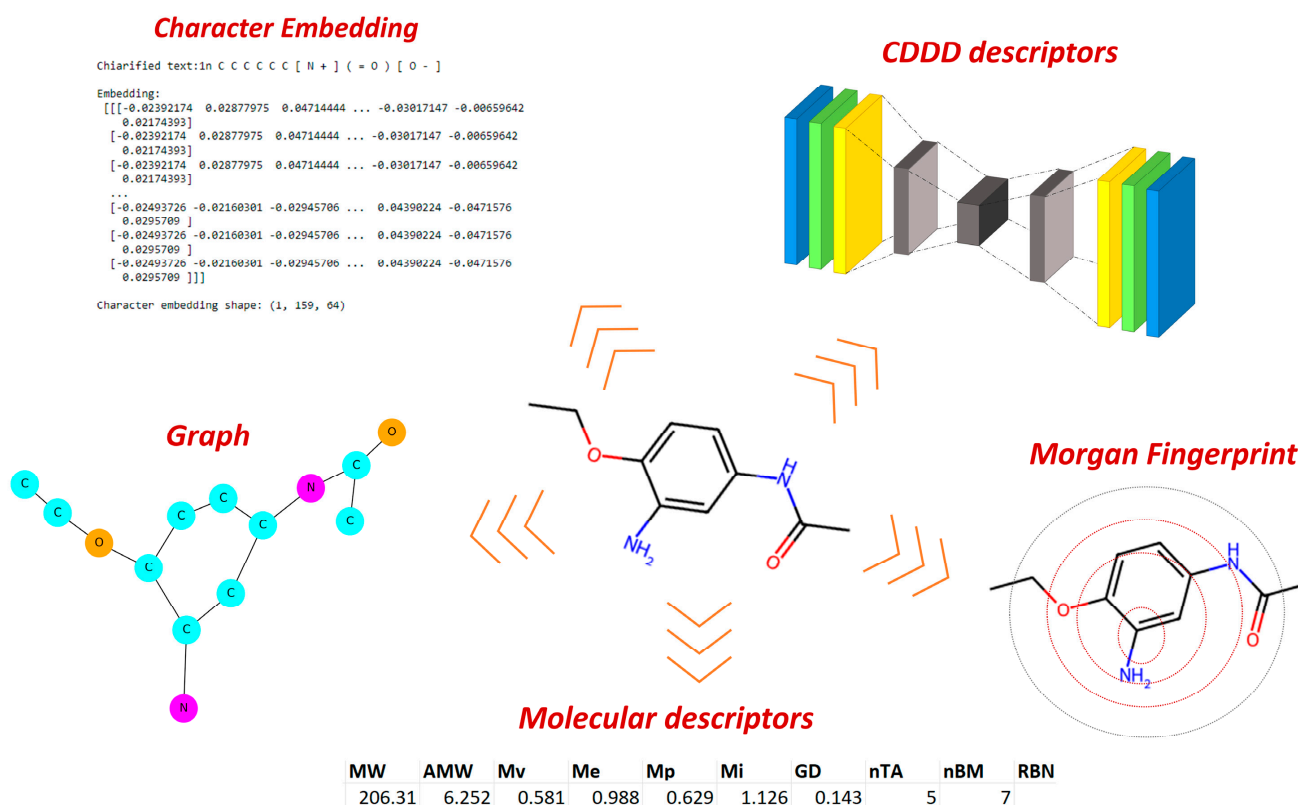 Character Embedding
Chiarified text:1n C C C C C C [ N + ] ( = O ) [ O - ]
Embedding:
[[[-0.02392174 0.02877975 0.04714444 ... -0.03017147 -0.00659642
0.02174393]
[-0.02392174 0.02877975 0.04714444 ... -0.03017147 -0.00659642
0.02174393]
[-0.02392174 0.02877975 0.04714444 ... -0.03017147 -0.00659642
0.02174393]
...
[-0.02493726 -0.02160301 -0.02945706 ... 0.04390224 -0.0471576
0.0295709 ]
[-0.02493726 -0.02160301 -0.02945706 ... 0.04390224 -0.0471576
0.0295709 ]
[-0.02493726 -0.02160301 -0.02945706 ... 0.04390224 -0.0471576
0.0295709 ]]]
Character embedding shape: (1, 159, 64)
CDDD descriptors
Graph
O
C
N
C
C
C
C
C
C
O
C
C
C
C
N
H
N
O
NH2
O
Morgan Fingerprint
H
N
O
O
NH2
Molecular descriptors
MW AMW Mv Me Mp Mi GD nTA nBM RBN
206.31 6.252 0.581 0.988 0.629 1.126 0.143 5 7